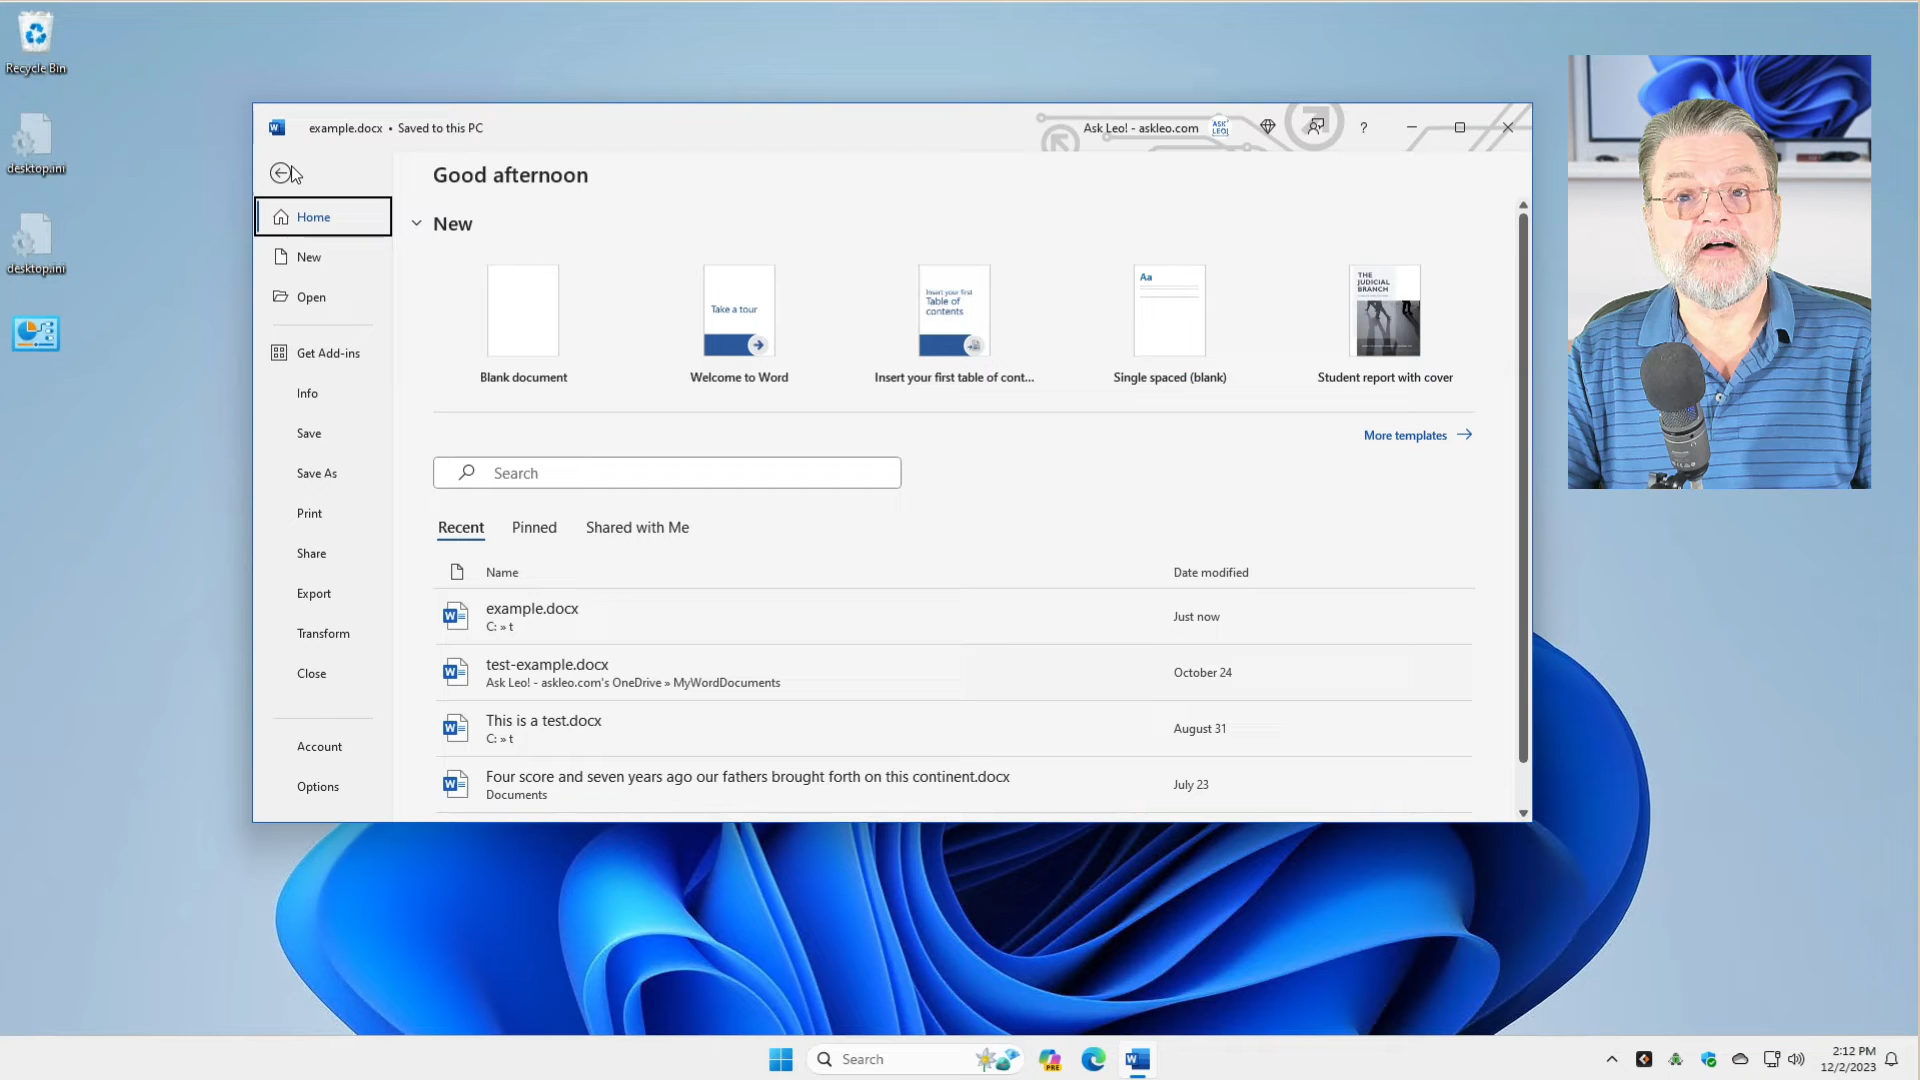 Recycle Bin
desktop.ini
desktop.ini
example.docx • Saved to this PC
Ask Leo! - askleo.com
ASK LEO!
?
Good afternoon
Home
New
Open
Get Add-ins
Info
Save
Save As
Print
Share
Export
Transform
Close
Account
Options
New
Take a tour
Insert your first
Table of
contents
Aa
THE
JUDICIAL
BRANCH
Blank document
Welcome to Word
Insert your first table of cont...
Single spaced (blank)
Student report with cover
More templates
Search
Recent
Pinned
Shared with Me
Name
Date modified
example.docx
C: » t
Just now
test-example.docx
Ask Leo! - askleo.com's OneDrive » MyWordDocuments
October 24
This is a test.docx
C: » t
August 31
Four score and seven years ago our fathers brought forth on this continent.docx
Documents
July 23
Search
PRE
2:12 PM
12/2/2023